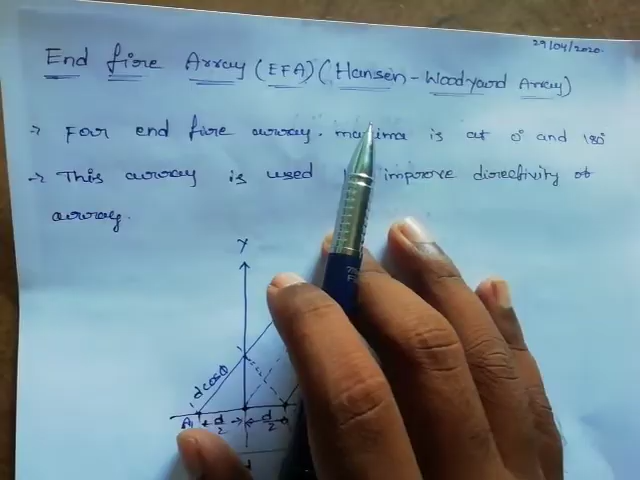 29/04/2020.
End fire Array (EFA) (Hansen-Woodyard Array)
→ For end fire array. maxima is at 0° and 180°
→ This array is used improve directivity of
array.
Y
d cosθ
A1 d/2 d/2